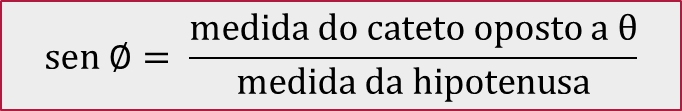 medida do cateto oposto a θ
sen ∅ =
medida da hipotenusa